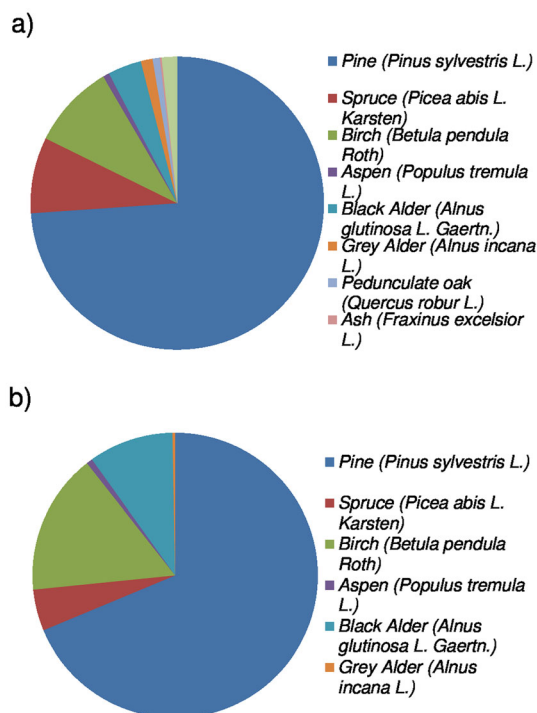 a)
Pine (Pinus sylvestris L.)
Spruce (Picea abis L.
Karsten)
Birch (Betula pendula
Roth)
Aspen (Populus tremula
L.)
Black Alder (Alnus
glutinosa L. Gaertn.)
Grey Alder (Alnus incana
L.)
Pedunculate oak
(Quercus robur L.)
Ash (Fraxinus excelsior
L.)
b)
Pine (Pinus sylvestris L.)
Spruce (Picea abis L.
Karsten)
Birch (Betula pendula
Roth)
Aspen (Populus tremula
L.)
Black Alder (Alnus
glutinosa L. Gaertn.)
Grey Alder (Alnus
incana L.)